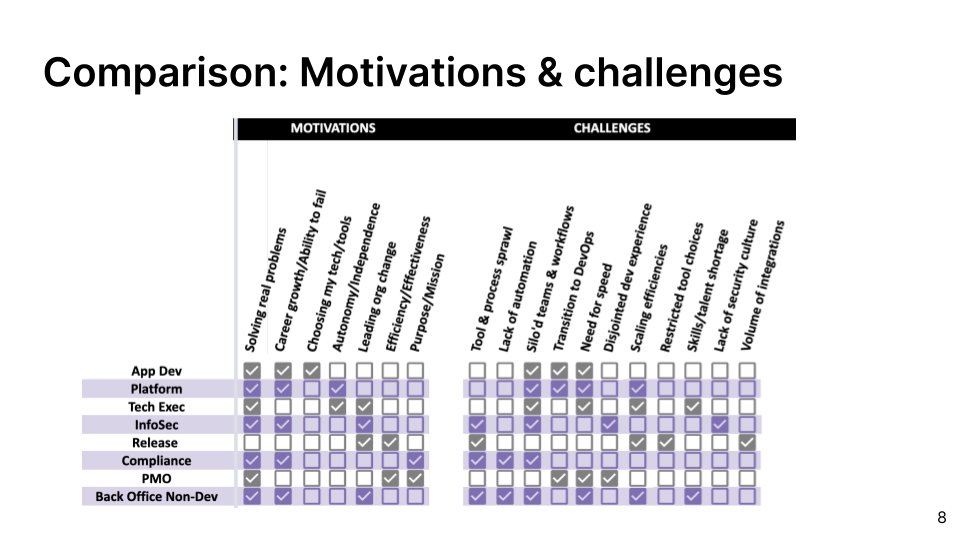 Comparison: Motivations & challenges
MOTIVATIONS
CHALLENGES
Solving real problems
Career growth/Ability to fail
Choosing my tech/tools
Autonomy/Independence
Leading org change
Efficiency/Effectiveness
Purpose/Mission
Tool & process sprawl
Lack of automation
Silo'd teams & workflows
Transition to DevOps
Need for speed
Disjointed dev experience
Scaling efficiencies
Restricted tool choices
Skills/talent shortage
Lack of security culture
Volume of integrations
App Dev
Platform
Tech Exec
InfoSec
Release
Compliance
PMO
Back Office Non-Dev
8